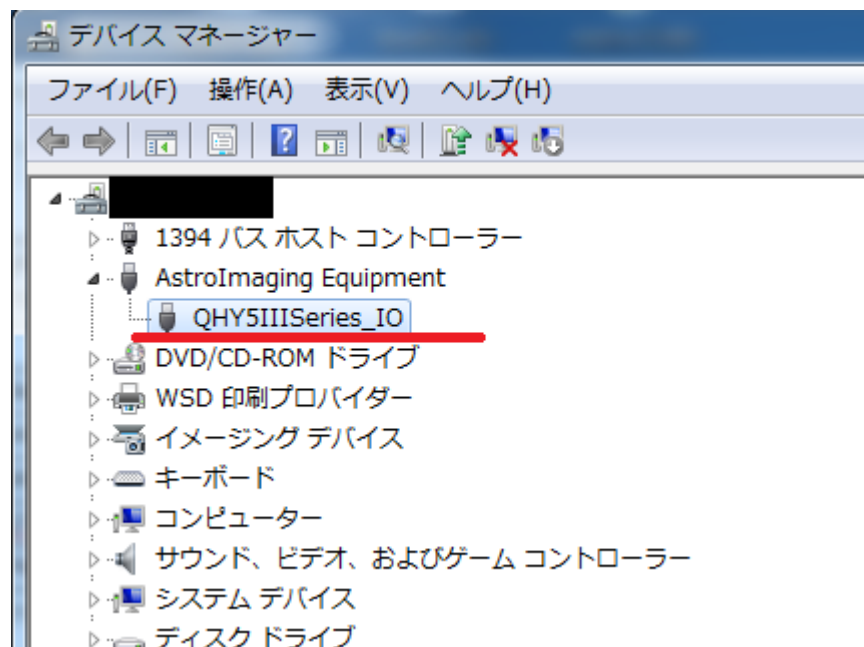 デバイス マネージャー
ファイル(F) 操作(A) 表示(V) ヘルプ(H)
1394 バス ホスト コントローラー
AstroImaging Equipment
QHY5IIISeries_IO
DVD/CD-ROM ドライブ
WSD 印刷プロバイダー
イメージング デバイス
キーボード
コンピューター
サウンド、ビデオ、およびゲーム コントローラー
システム デバイス
ディスク ドライブ